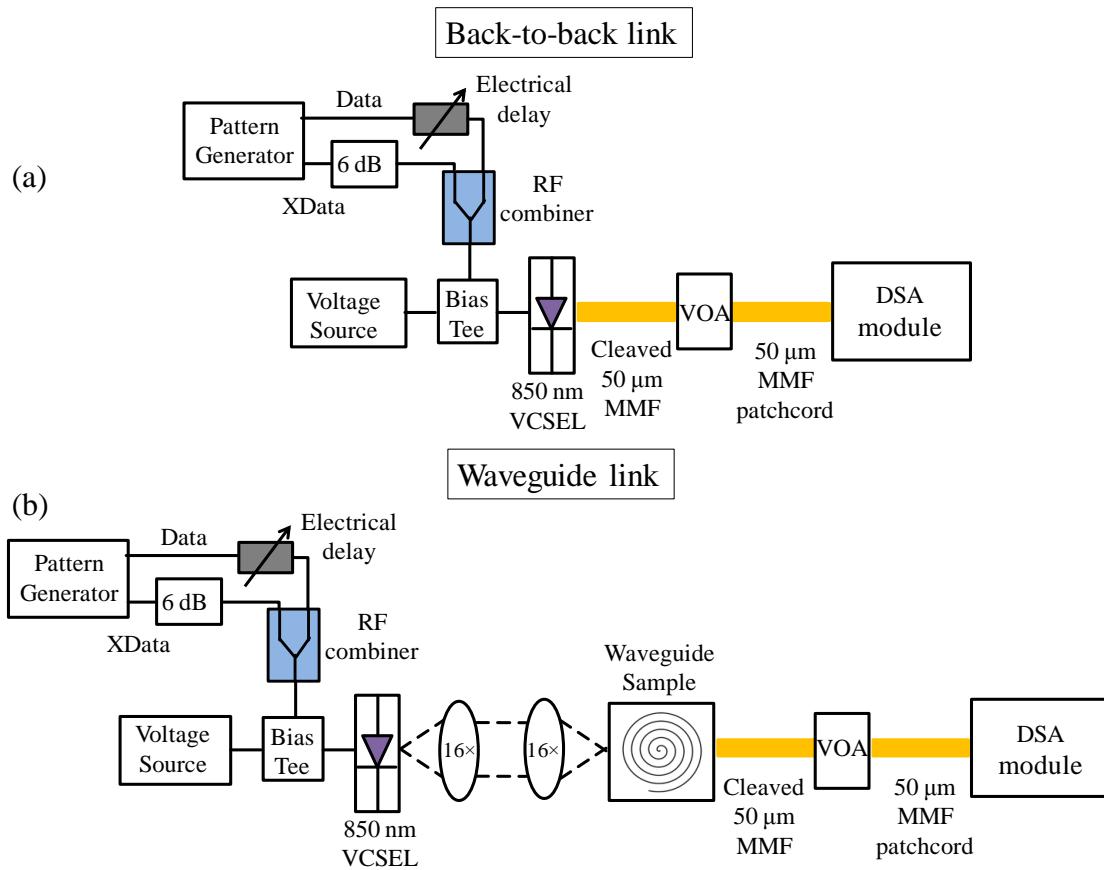 Back-to-back link
(a)
Pattern
Generator
Data
Electrical
delay
6 dB
XData
RF
combiner
Voltage
Source
Bias
Tee
850 nm
VCSEL
Cleaved
50 μm
MMF
VOA
50 μm
MMF
patchcord
DSA
module
Waveguide link
(b)
Pattern
Generator
Data
Electrical
delay
6 dB
XData
RF
combiner
Voltage
Source
Bias
Tee
850 nm
VCSEL
16×
16×
Waveguide
Sample
Cleaved
50 μm
MMF
VOA
50 μm
MMF
patchcord
DSA
module